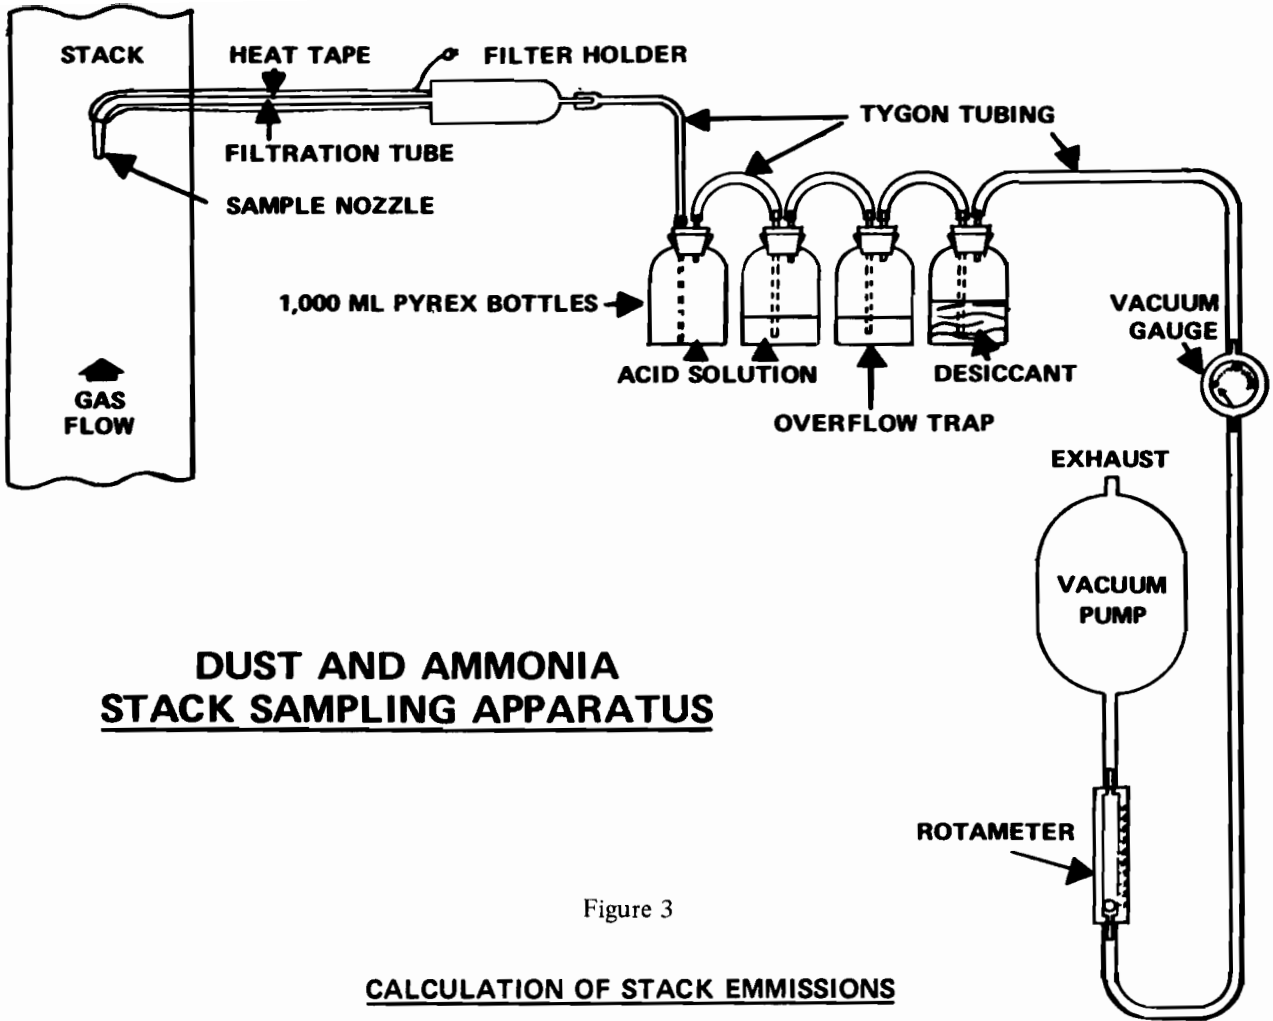 STACK
HEAT TAPE
FILTER HOLDER
TYGON TUBING
FILTRATION TUBE
SAMPLE NOZZLE
1,000 ML PYREX BOTTLES
VACUUM
GAUGE
ACID SOLUTION
DESICCANT
GAS
FLOW
OVERFLOW TRAP
EXHAUST
VACUUM
PUMP
DUST AND AMMONIA
STACK SAMPLING APPARATUS
ROTAMETER
Figure 3
CALCULATION OF STACK EMMISSIONS